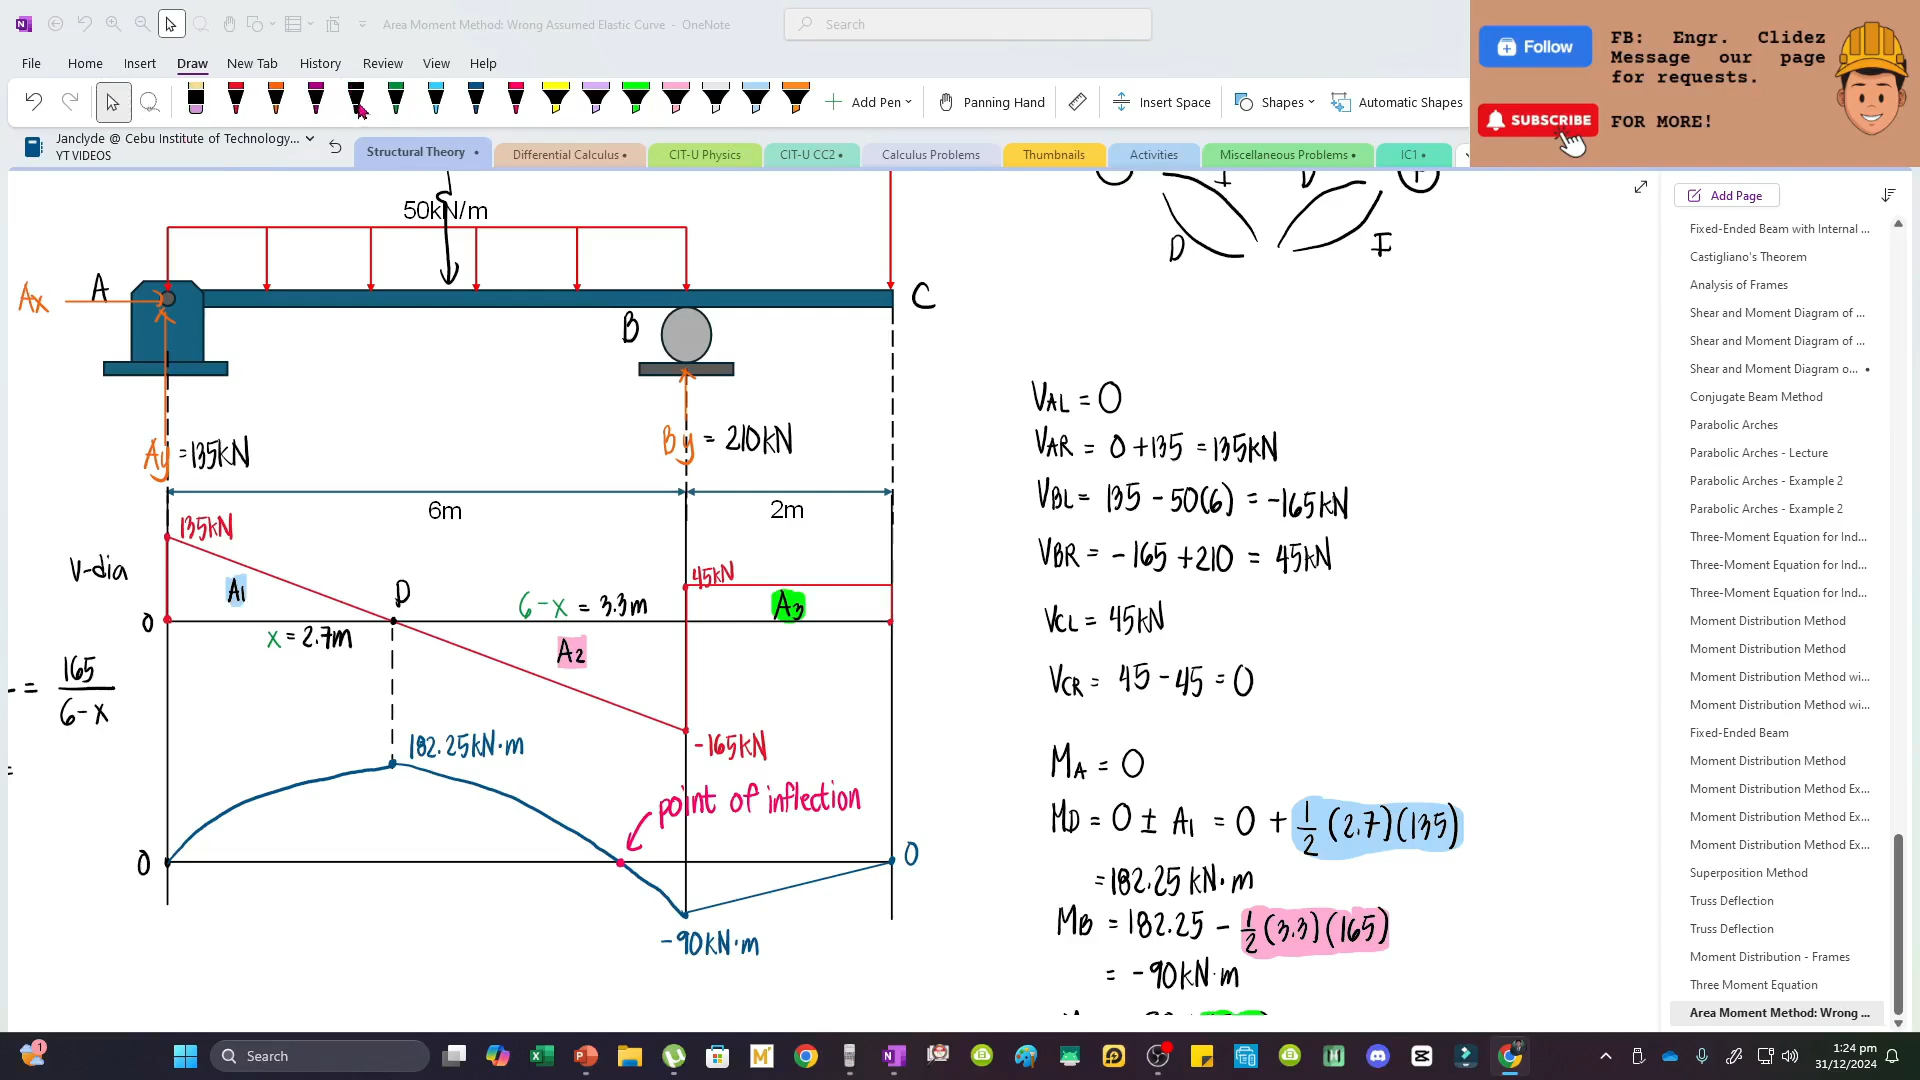 Area Moment Method: Wrong Assumed Elastic Curve - OneNote
Search
File Home Insert Draw New Tab History Review View Help
Add Pen
Panning Hand
Insert Space
Shapes
Automatic Shapes
Follow
SUBSCRIBE
FB: Engr. Clidez
Message our page
for requests.
FOR MORE!
Janclyde @ Cebu Institute of Technology...
YT VIDEOS
Structural Theory
Differential Calculus
CIT-U Physics
CIT-U CC2
Calculus Problems
Thumbnails
Activities
Miscellaneous Problems
IC1
Add Page
Fixed-Ended Beam with Internal ...
Castigliano's Theorem
Analysis of Frames
Shear and Moment Diagram of ...
Shear and Moment Diagram of ...
Shear and Moment Diagram o...
Conjugate Beam Method
Parabolic Arches
Parabolic Arches - Lecture
Parabolic Arches - Example 2
Parabolic Arches - Example 2
Three-Moment Equation for Ind...
Three-Moment Equation for Ind...
Three-Moment Equation for Ind...
Moment Distribution Method
Moment Distribution Method
Moment Distribution Method wi...
Moment Distribution Method wi...
Fixed-Ended Beam
Moment Distribution Method
Moment Distribution Method Ex...
Moment Distribution Method Ex...
Moment Distribution Method Ex...
Superposition Method
Truss Deflection
Truss Deflection
Moment Distribution - Frames
Three Moment Equation
Area Moment Method: Wrong ...
50kN/m
A
Ax
B
C
Ay = 135kN
By = 210kN
6m
2m
V-dia
135kN
A1
D
6-x = 3.3m
45kN
A3
0
x = 2.7m
A2
= 165/(6-x)
-165kN
182.25kN·m
point of inflection
0
0
-90kN·m
D
I
VAL = 0
VAR = 0 + 135 = 135kN
VBL = 135 - 50(6) = -165kN
VBR = -165 + 210 = 45kN
VCL = 45kN
VCR = 45 - 45 = 0
MA = 0
MD = 0 ± A1 = 0 + 1/2 (2.7)(135)
= 182.25 kN·m
MB = 182.25 - 1/2 (3.3)(165)
= -90kN·m
Search
1:24 pm
31/12/2024